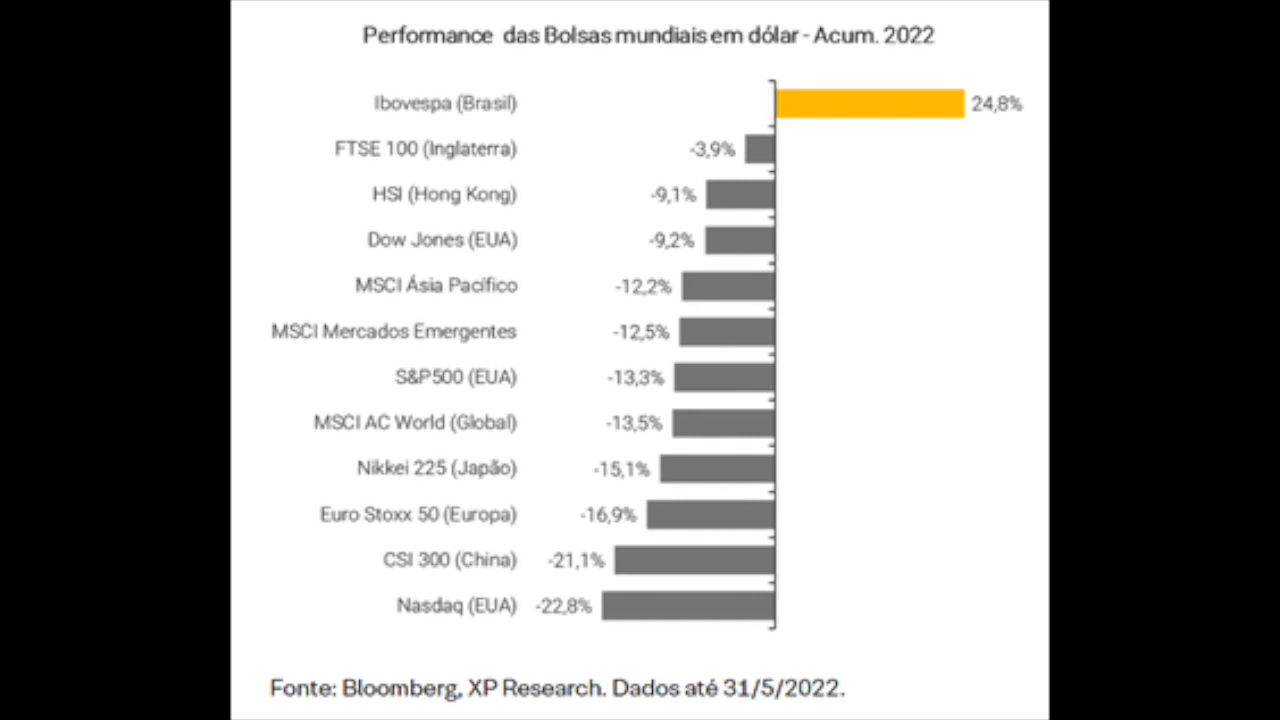 Performance das Bolsas mundiais em dólar - Acum. 2022
Ibovespa (Brasil) 24,8%
FTSE 100 (Inglaterra) -3,9%
HSI (Hong Kong) -9,1%
Dow Jones (EUA) -9,2%
MSCI Ásia Pacífico -12,2%
MSCI Mercados Emergentes -12,5%
S&P500 (EUA) -13,3%
MSCI AC World (Global) -13,5%
Nikkei 225 (Japão) -15,1%
Euro Stoxx 50 (Europa) -16,9%
CSI 300 (China) -21,1%
Nasdaq (EUA) -22,8%
Fonte: Bloomberg, XP Research. Dados até 31/5/2022.